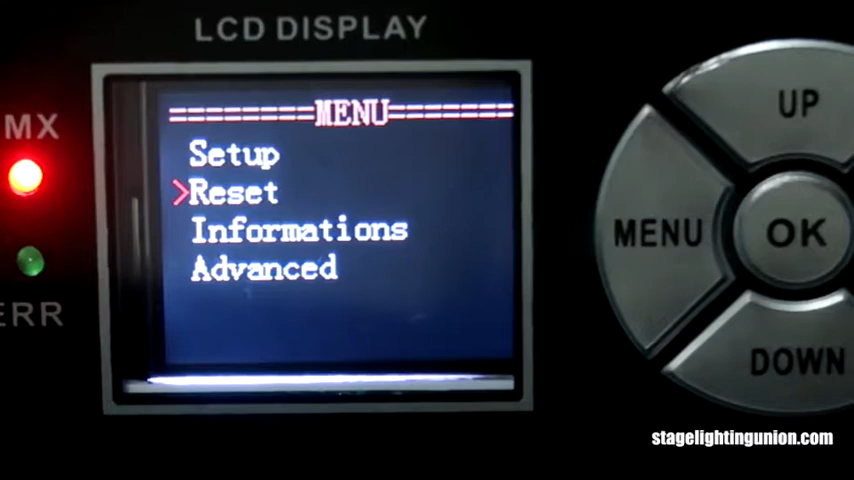 LCD DISPLAY
MX
ERR
========MENU=======
Setup
>Reset
Informations
Advanced
UP
MENU
OK
DOWN
stagelightingunion.com